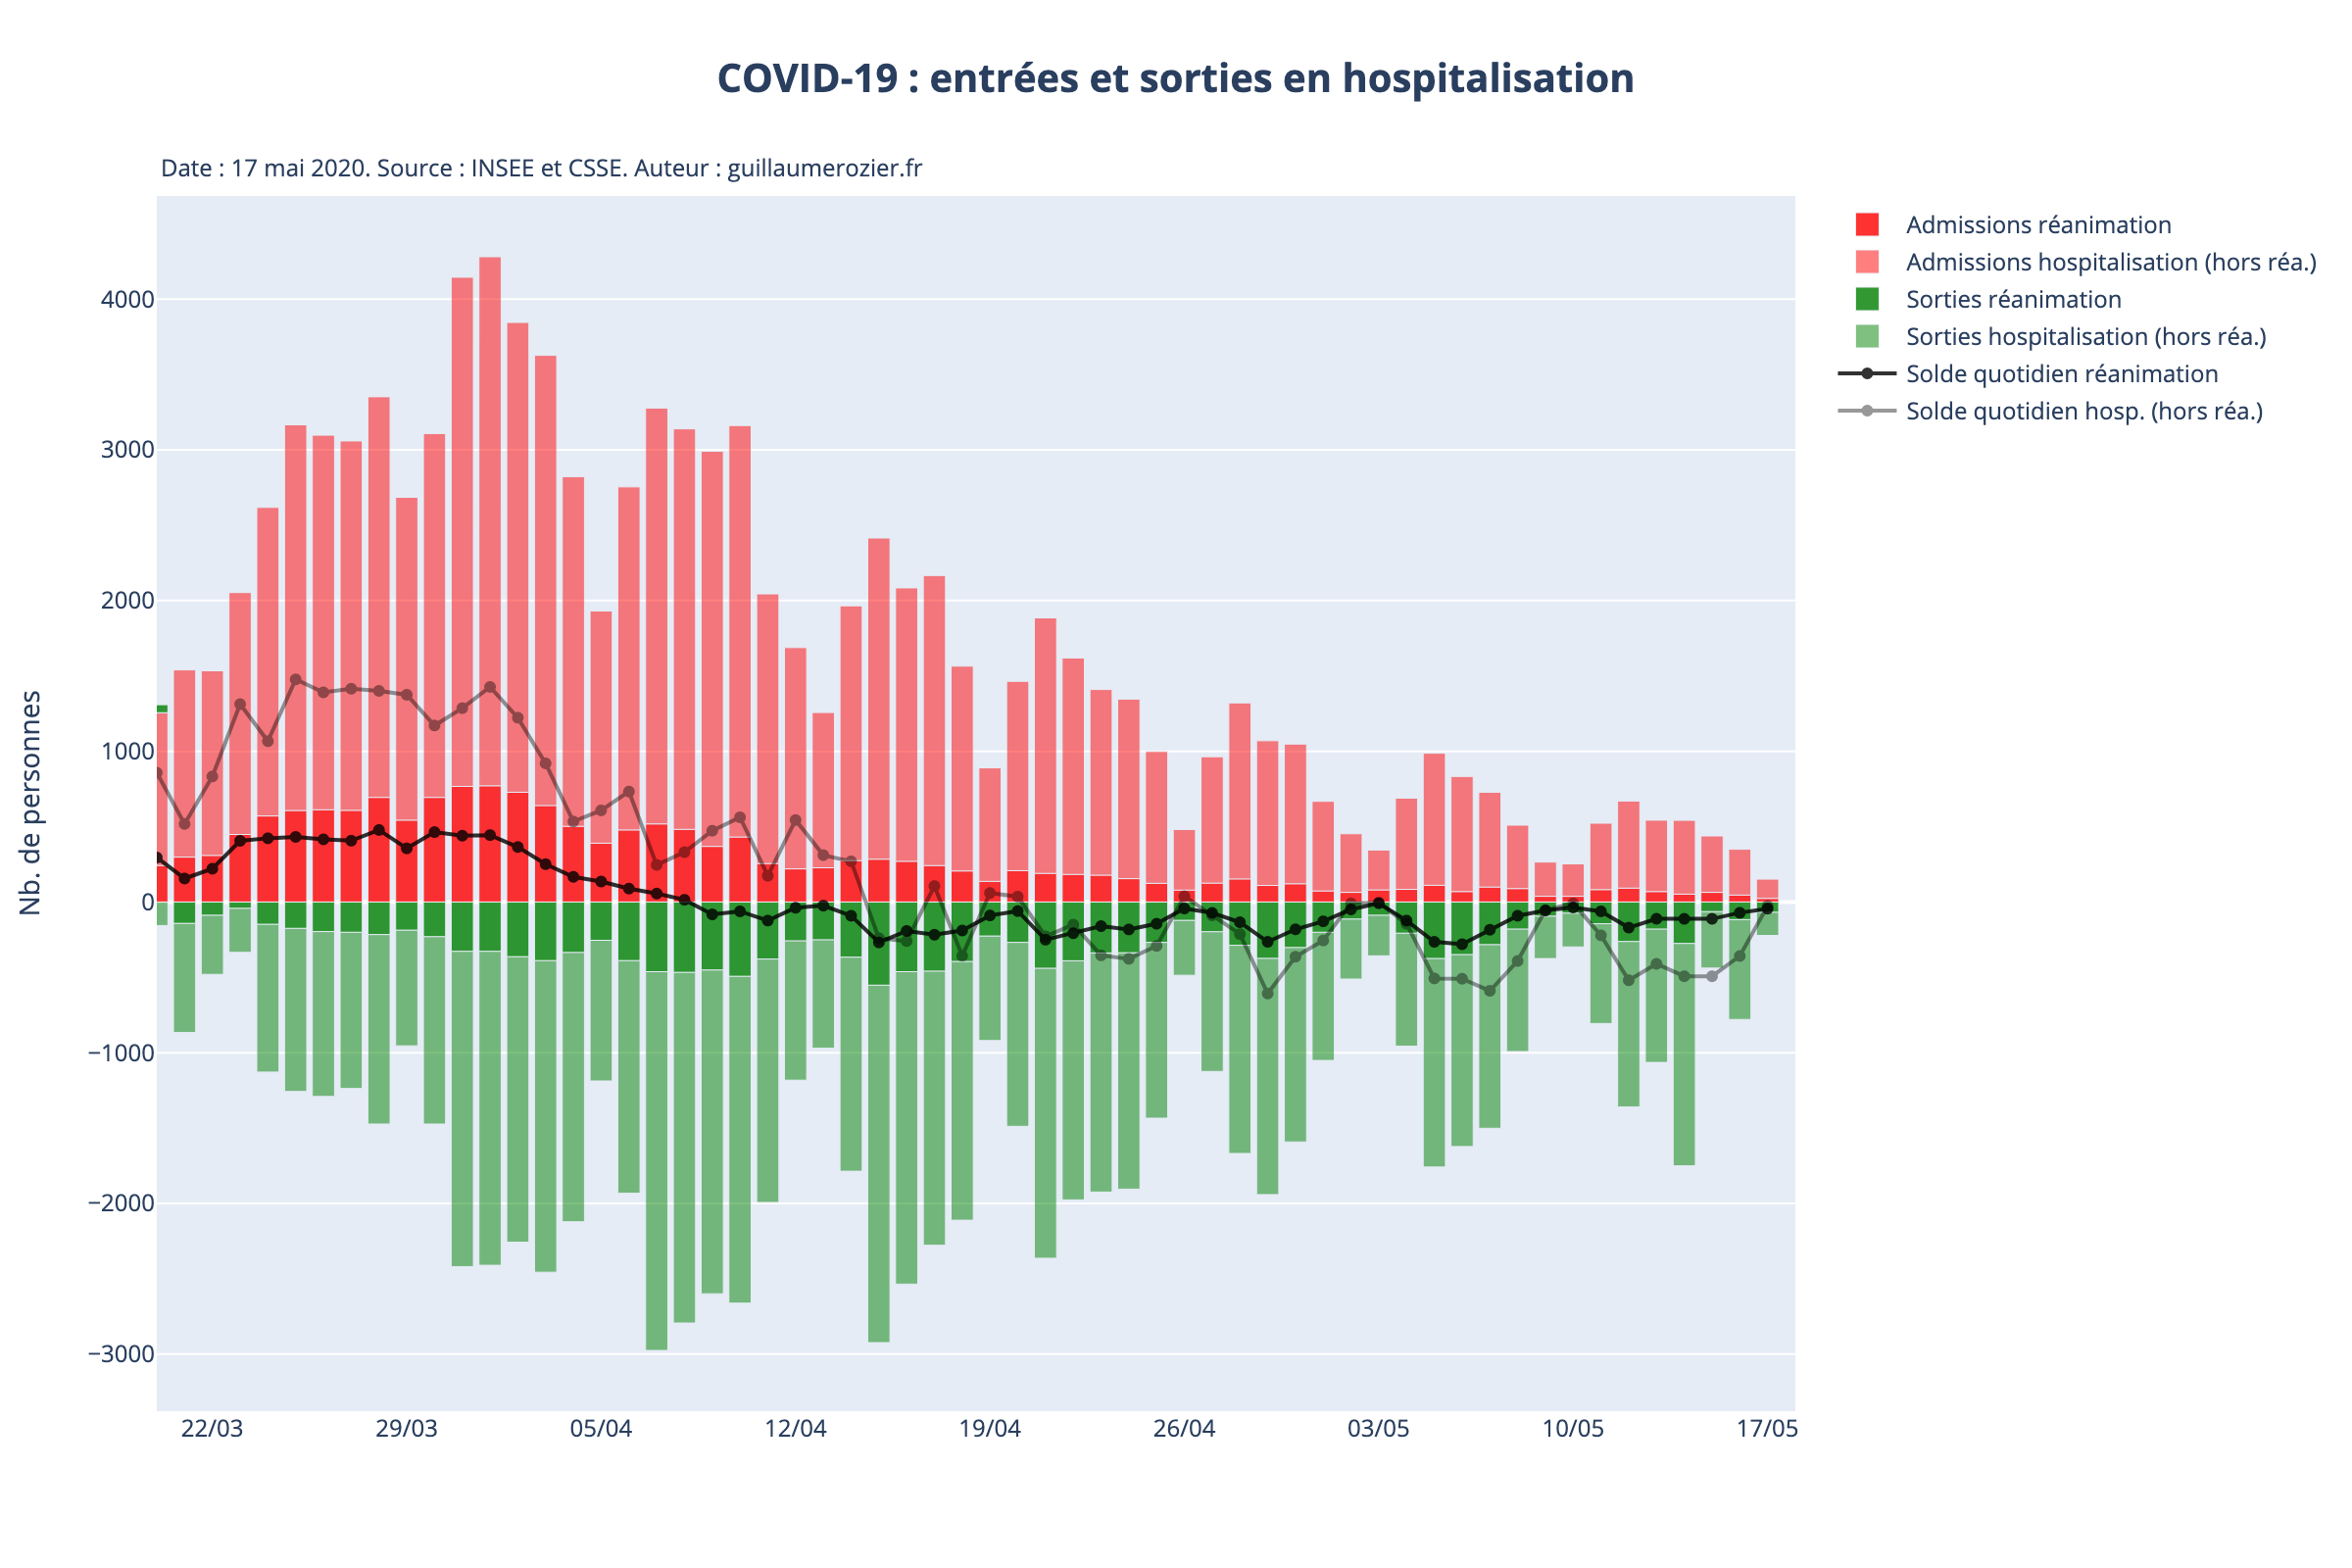 COVID-19 : entrées et sorties en hospitalisation
Date : 17 mai 2020. Source : INSEE et CSSE. Auteur : guillaumerozier.fr
Admissions réanimation
Admissions hospitalisation (hors réa.)
Sorties réanimation
Sorties hospitalisation (hors réa.)
Solde quotidien réanimation
Solde quotidien hosp. (hors réa.)
Nb. de personnes
4000
3000
2000
1000
0
−1000
−2000
−3000
22/03 29/03 05/04 12/04 19/04 26/04 03/05 10/05 17/05